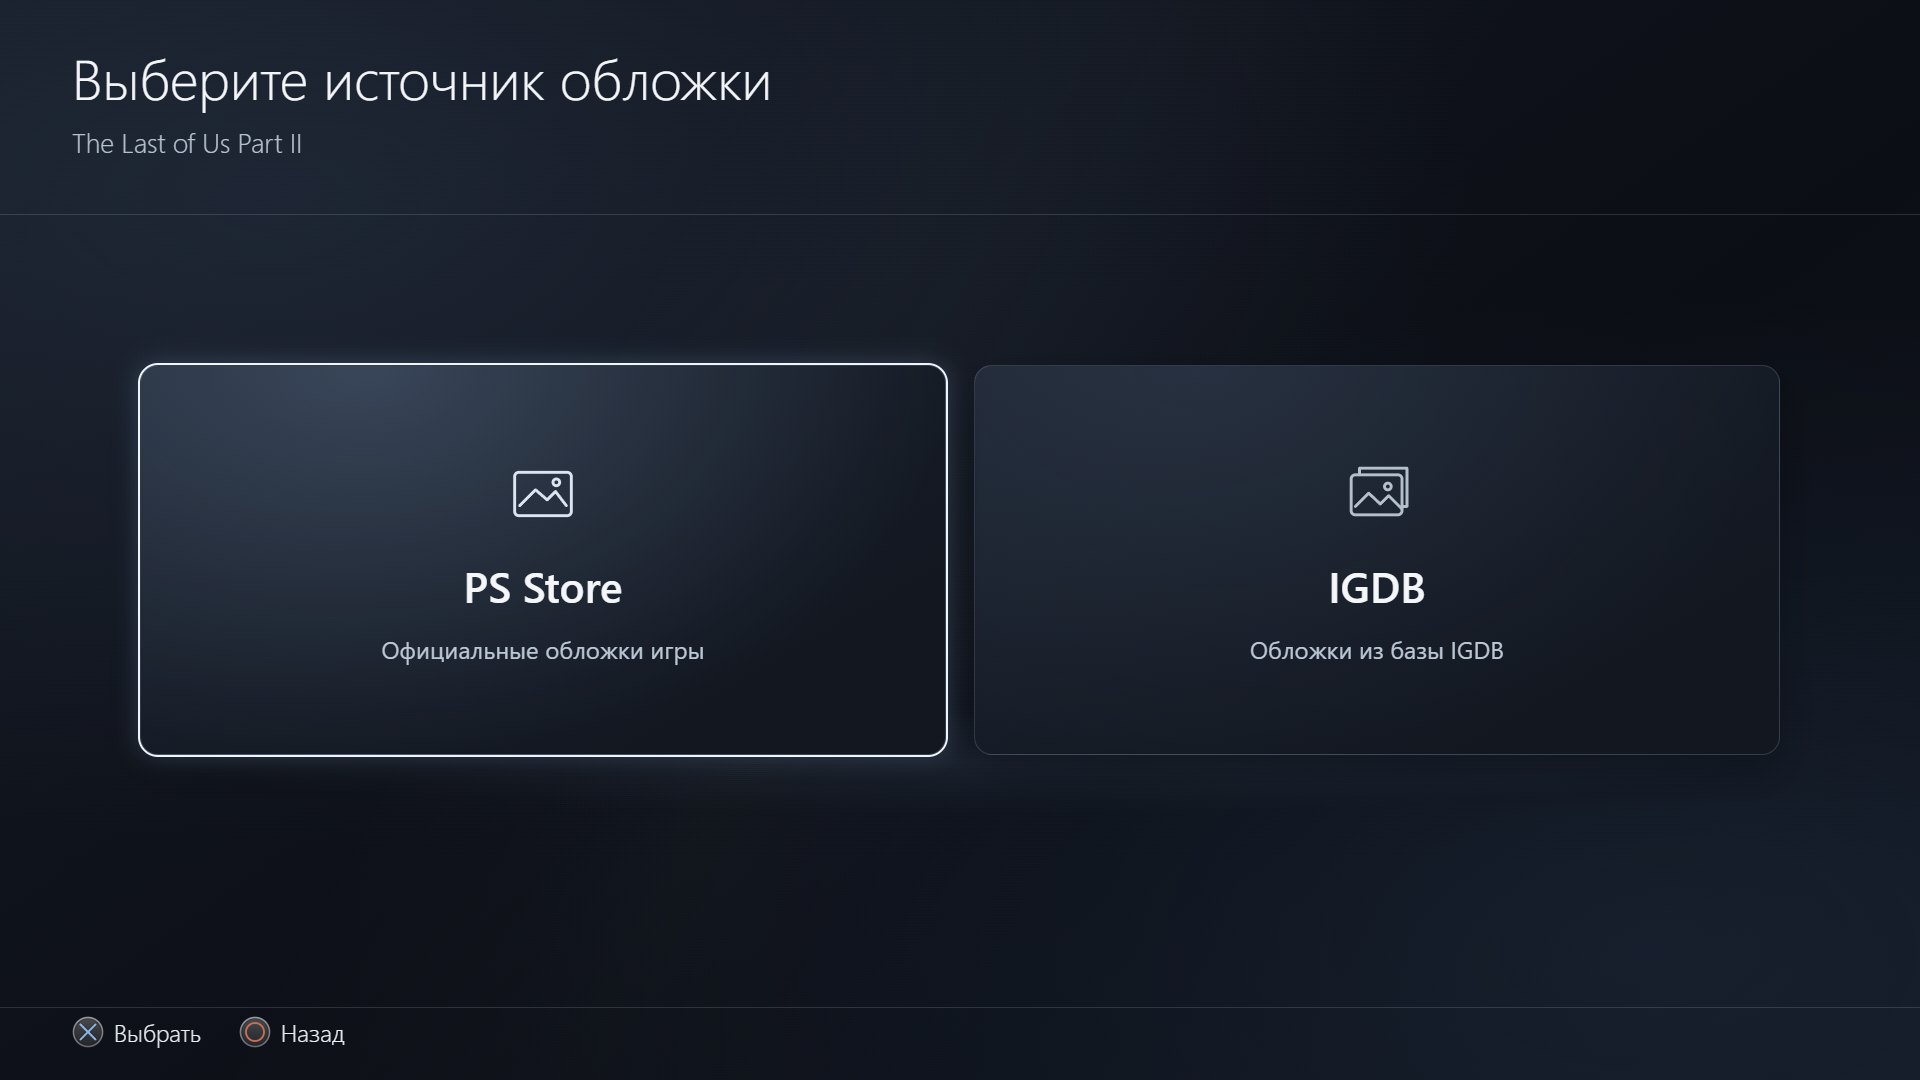 Выберите источник обложки
The Last of Us Part II
PS Store
Официальные обложки игры
IGDB
Обложки из базы IGDB
Выбрать
Назад